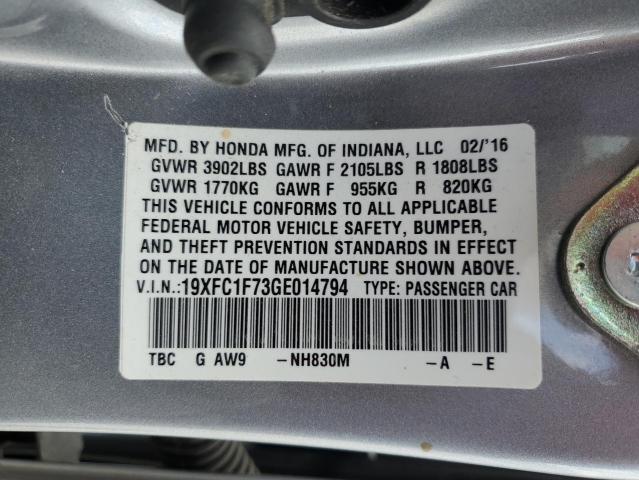 MFD. BY HONDA MFG. OF INDIANA, LLC 02/'16
GVWR 3902LBS GAWR F 2105LBS R 1808LBS
GVWR 1770KG GAWR F 955KG R 820KG
THIS VEHICLE CONFORMS TO ALL APPLICABLE
FEDERAL MOTOR VEHICLE SAFETY, BUMPER,
AND THEFT PREVENTION STANDARDS IN EFFECT
ON THE DATE OF MANUFACTURE SHOWN ABOVE.
V.I.N.:19XFC1F73GE014794 TYPE: PASSENGER CAR
TBC G AW9 -NH830M -A -E